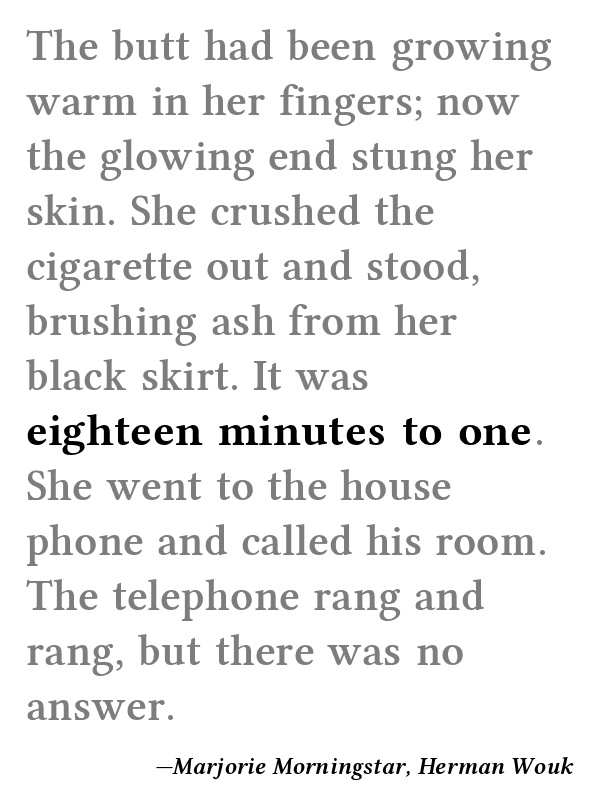 The butt had been growing
warm in her fingers; now
the glowing end stung her
skin. She crushed the
cigarette out and stood,
brushing ash from her
black skirt. It was
eighteen minutes to one.
She went to the house
phone and called his room.
The telephone rang and
rang, but there was no
answer.
—Marjorie Morningstar, Herman Wouk